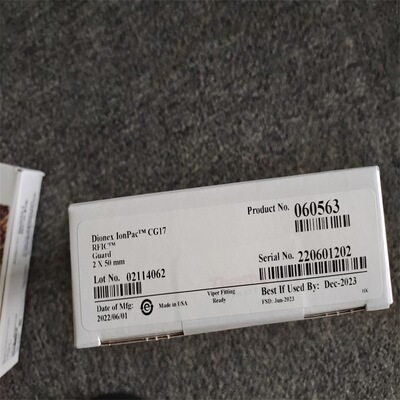 Dionex IonPac™ CG17
RFIC™
Guard
2 X 50 mm
Product No. 060563
Lot No. 02114062
Serial No. 220601202
Date of Mfg:
2022/06/01
e
Made in USA
Viper Fitting
Ready
Best If Used By: Dec-2023
FSD: Jun-2023
HK